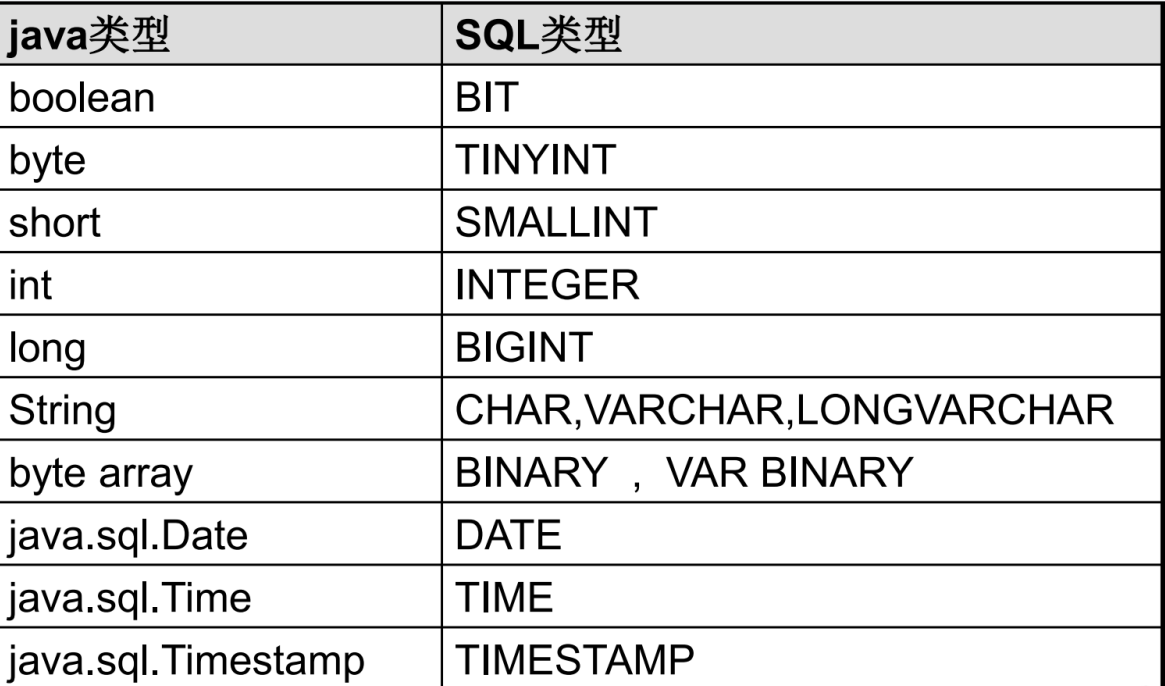 java类型 SQL类型
boolean BIT
byte TINYINT
short SMALLINT
int INTEGER
long BIGINT
String CHAR,VARCHAR,LONGVARCHAR
byte array BINARY , VAR BINARY
java.sql.Date DATE
java.sql.Time TIME
java.sql.Timestamp TIMESTAMP